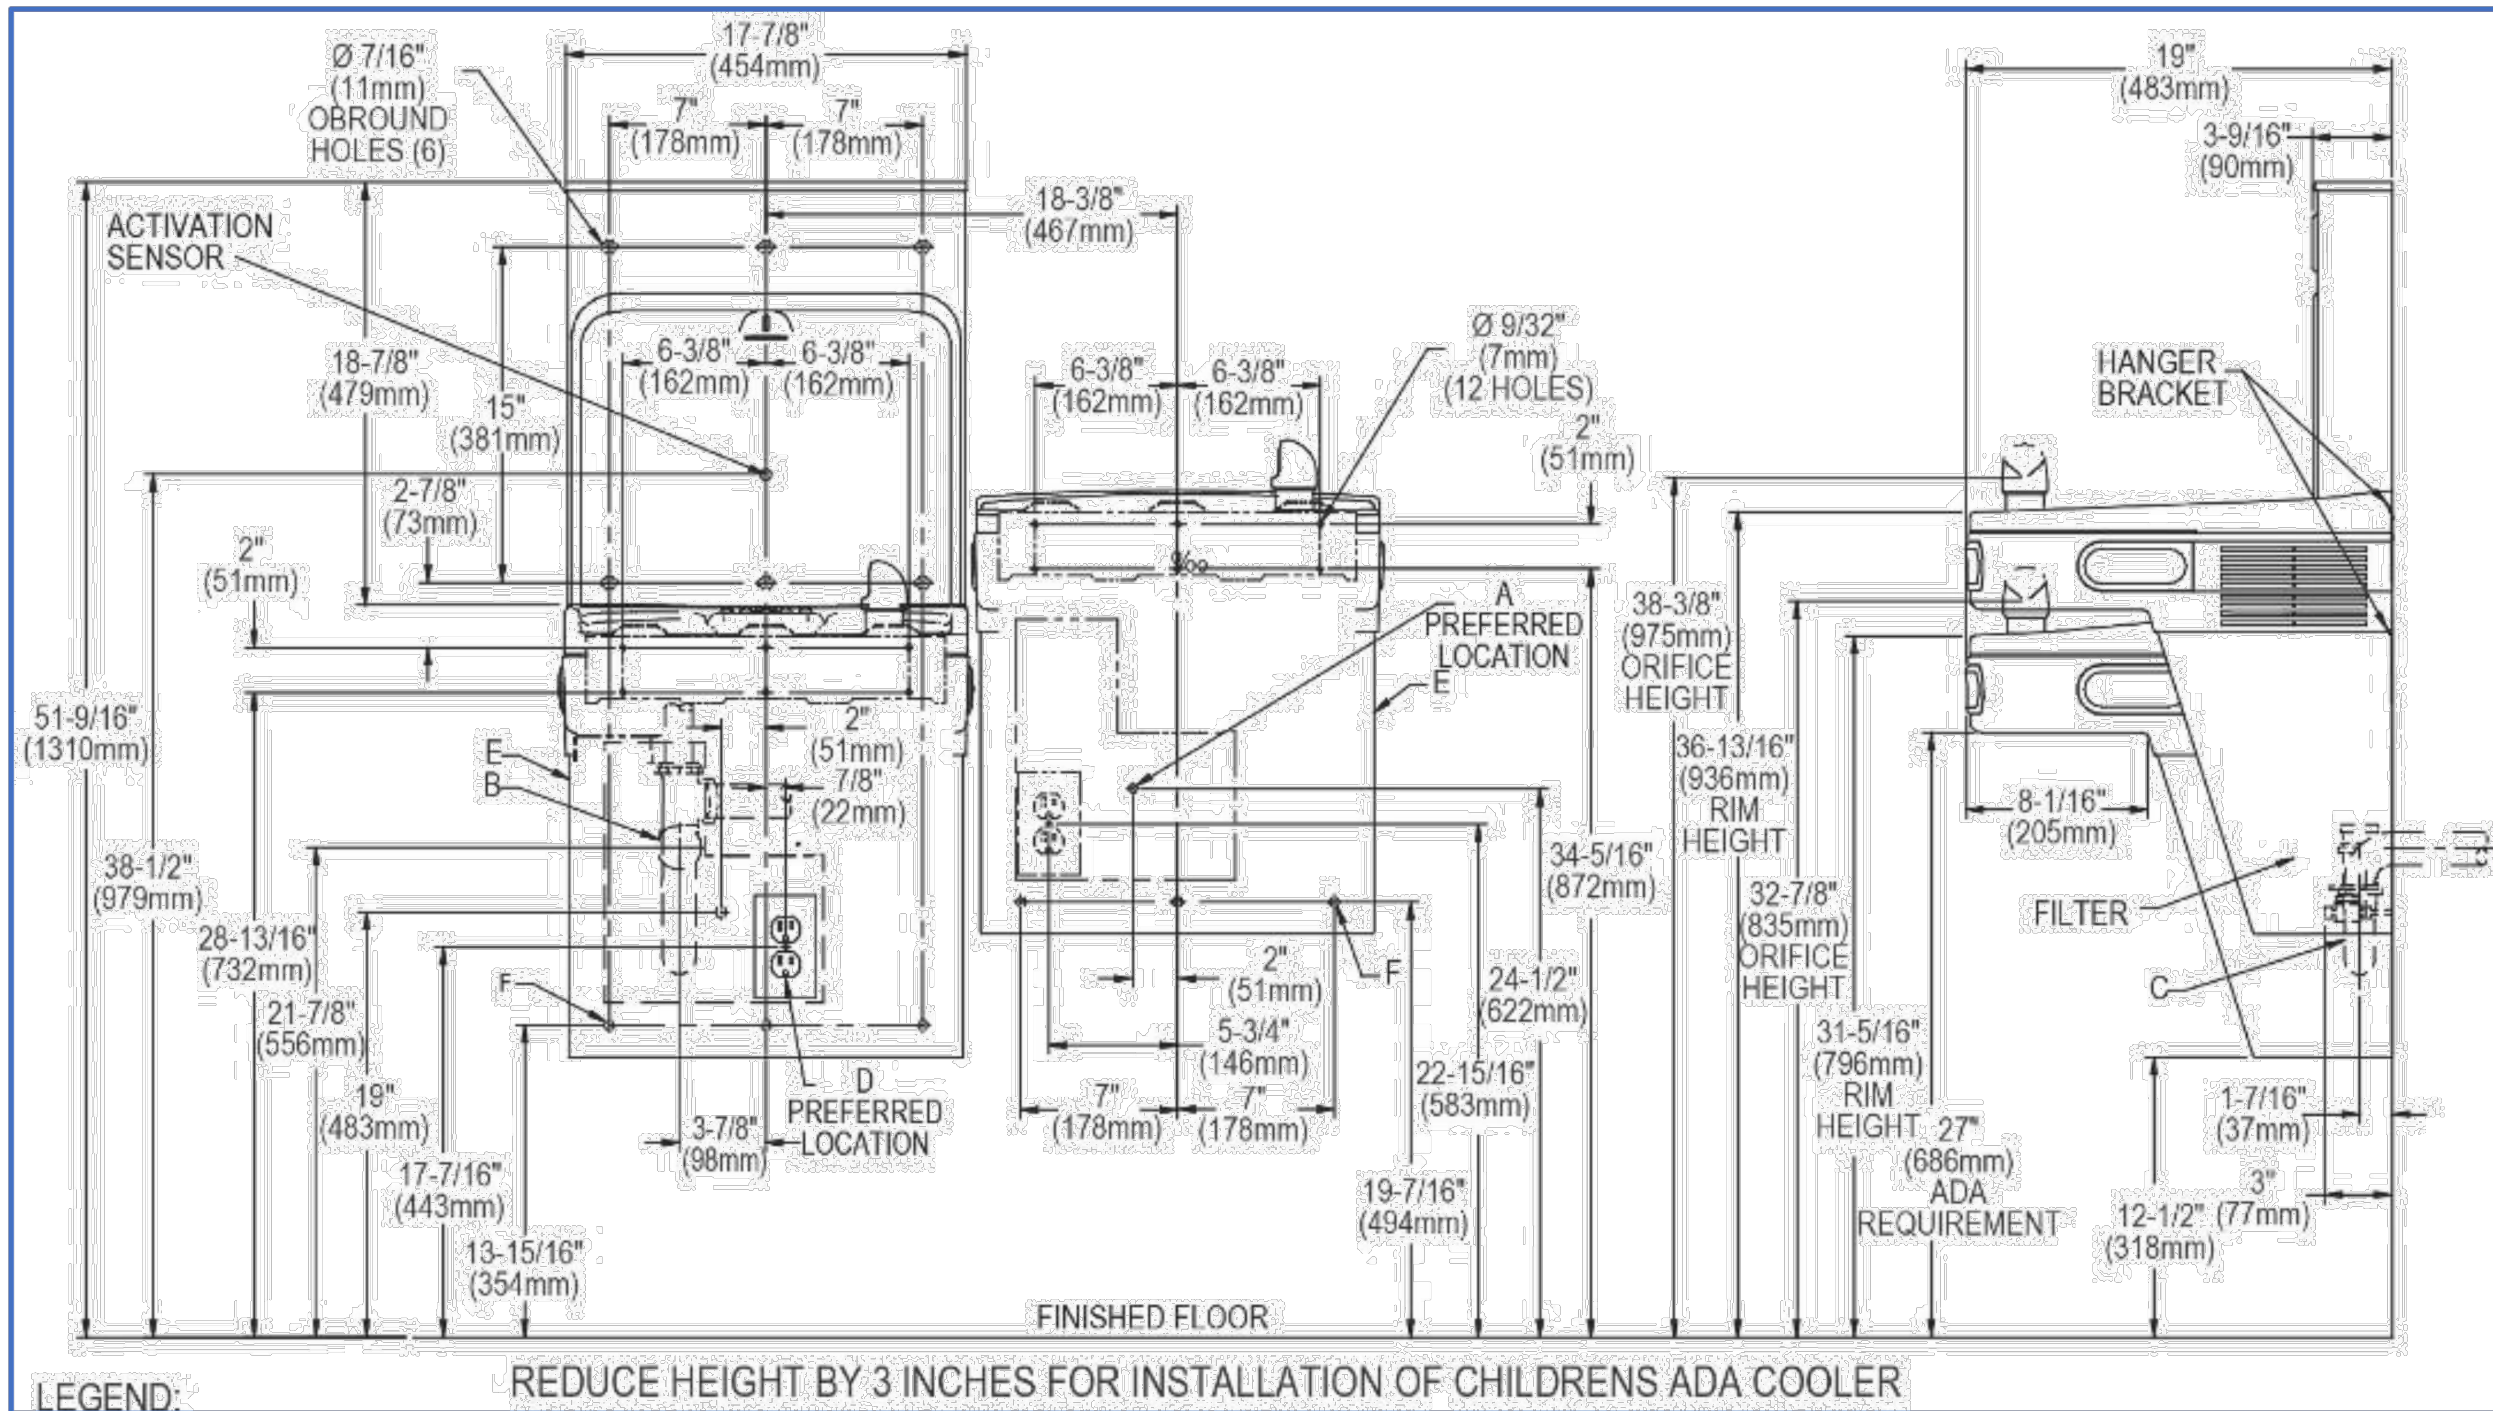 17-7/8"
(454mm)
Ø 7/16"
(11mm)
OBROUND
HOLES (6)
7"
(178mm)
7"
(178mm)
19"
(483mm)
3-9/16"
(90mm)
18-3/8"
(467mm)
ACTIVATION
SENSOR
18-7/8"
(479mm)
15"
(381mm)
6-3/8"
(162mm)
6-3/8"
(162mm)
6-3/8"
(162mm)
6-3/8"
(162mm)
Ø 9/32"
(7mm)
(12 HOLES)
2"
(51mm)
HANGER
BRACKET
2-7/8"
(73mm)
2"
(51mm)
A
PREFERRED
LOCATION
E
38-3/8"
(975mm)
ORIFICE
HEIGHT
51-9/16"
(1310mm)
E
B
2"
(51mm)
7/8"
(22mm)
36-13/16"
(936mm)
RIM
HEIGHT
8-1/16"
(205mm)
38-1/2"
(979mm)
34-5/16"
(872mm)
32-7/8"
(835mm)
ORIFICE
HEIGHT
FILTER
28-13/16"
(732mm)
F
2"
(51mm)
F
24-1/2"
(622mm)
C
21-7/8"
(556mm)
5-3/4"
(146mm)
31-5/16"
(796mm)
RIM
HEIGHT
19"
(483mm)
D
PREFERRED
LOCATION
3-7/8"
(98mm)
7"
(178mm)
7"
(178mm)
22-15/16"
(583mm)
27"
(686mm)
ADA
REQUIREMENT
1-7/16"
(37mm)
17-7/16"
(443mm)
19-7/16"
(494mm)
3"
(77mm)
12-1/2"
(318mm)
13-15/16"
(354mm)
FINISHED FLOOR
REDUCE HEIGHT BY 3 INCHES FOR INSTALLATION OF CHILDRENS ADA COOLER
LEGEND: